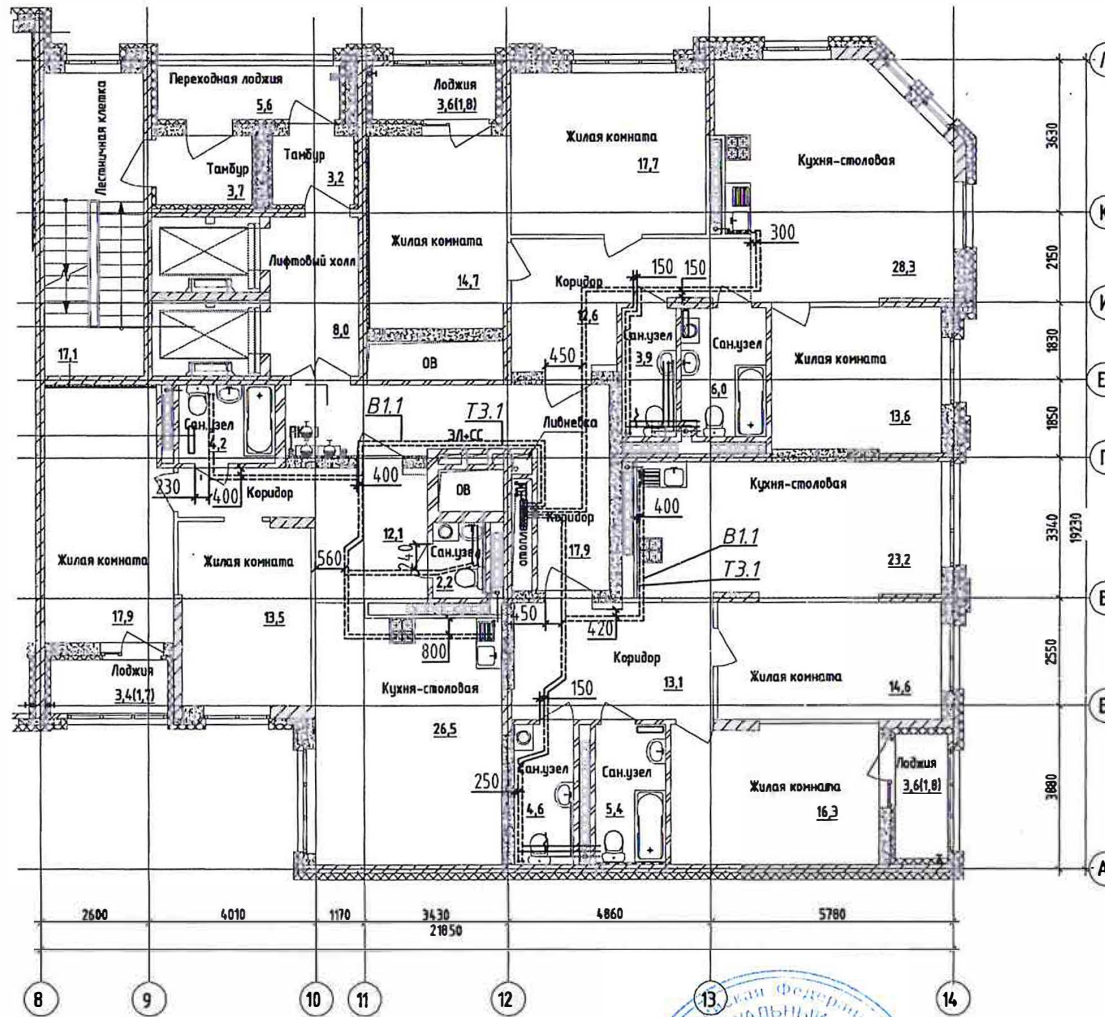 Переходная лоджия
5,6
Лоджия
3,6(1,8)
Лестничная клетка
Тамбур
3,7
Тамбур
3,2
Жилая комната
17,7
Кухня-столовая
28,3
3630
К
Лифтовый холл
8,0
Жилая комната
14,7
300
Коридор
12,6
150
150
2150
И
17,1
ОВ
450
Сан.узел
3,9
Сан.узел
6,0
Жилая комната
13,6
1830
Е
Сан.узел
4,2
В1.1
Т3.1
ЭЛ+СС
Ливневка
1850
Г
230
400
Коридор
400
ОВ
Коридор
17,9
400
Кухня-столовая
23,2
3340
19230
Жилая комната
17,9
Жилая комната
13,5
560
12,1
240
Сан.узел
2,2
В1.1
Т3.1
Лоджия
3,4(1,7)
800
450
420
Коридор
13,1
Жилая комната
14,6
2550
Кухня-столовая
26,5
150
250
Сан.узел
4,6
Сан.узел
5,4
Жилая комната
16,3
Лоджия
3,6(1,8)
3880
А
2600
4010
1170
3430
4860
5780
21850
8
9
10
11
12
13
14